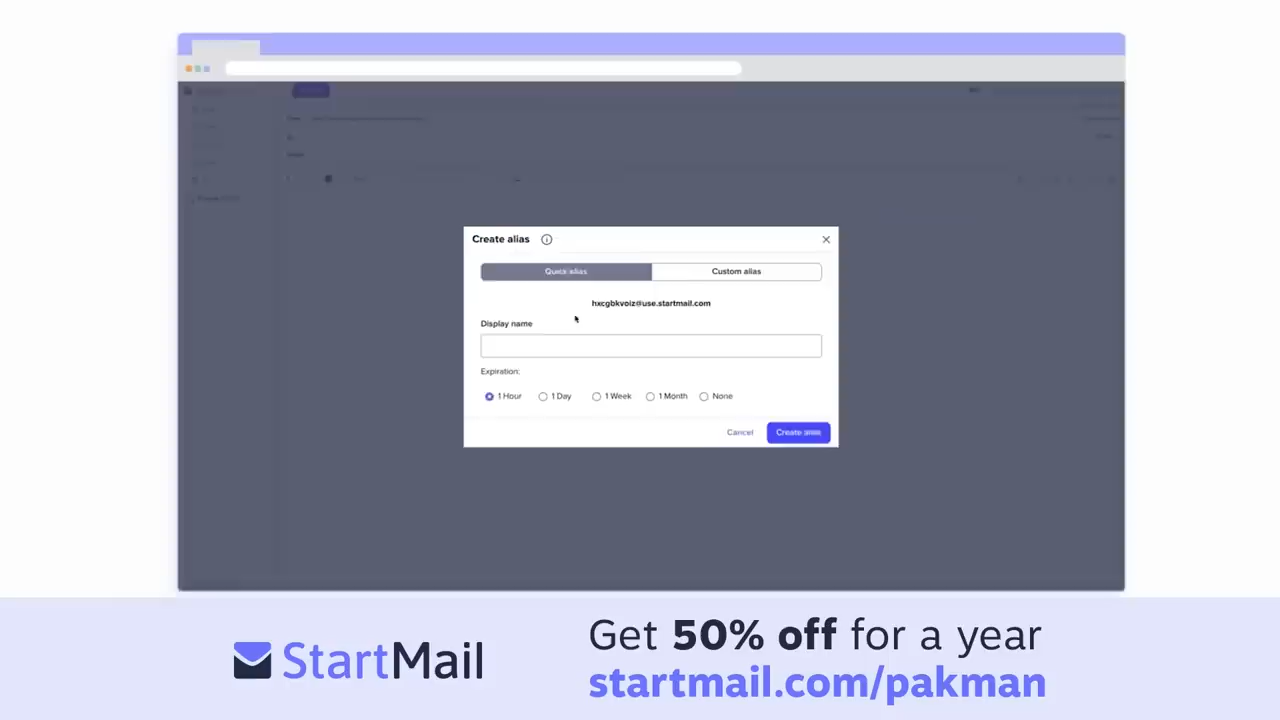 Create alias
Quick alias
Custom alias
hxcgbkvoiz@use.startmail.com
Display name
Expiration:
1 Hour
1 Day
1 Week
1 Month
None
Cancel
Create alias
StartMail
Get 50% off for a year
startmail.com/pakman